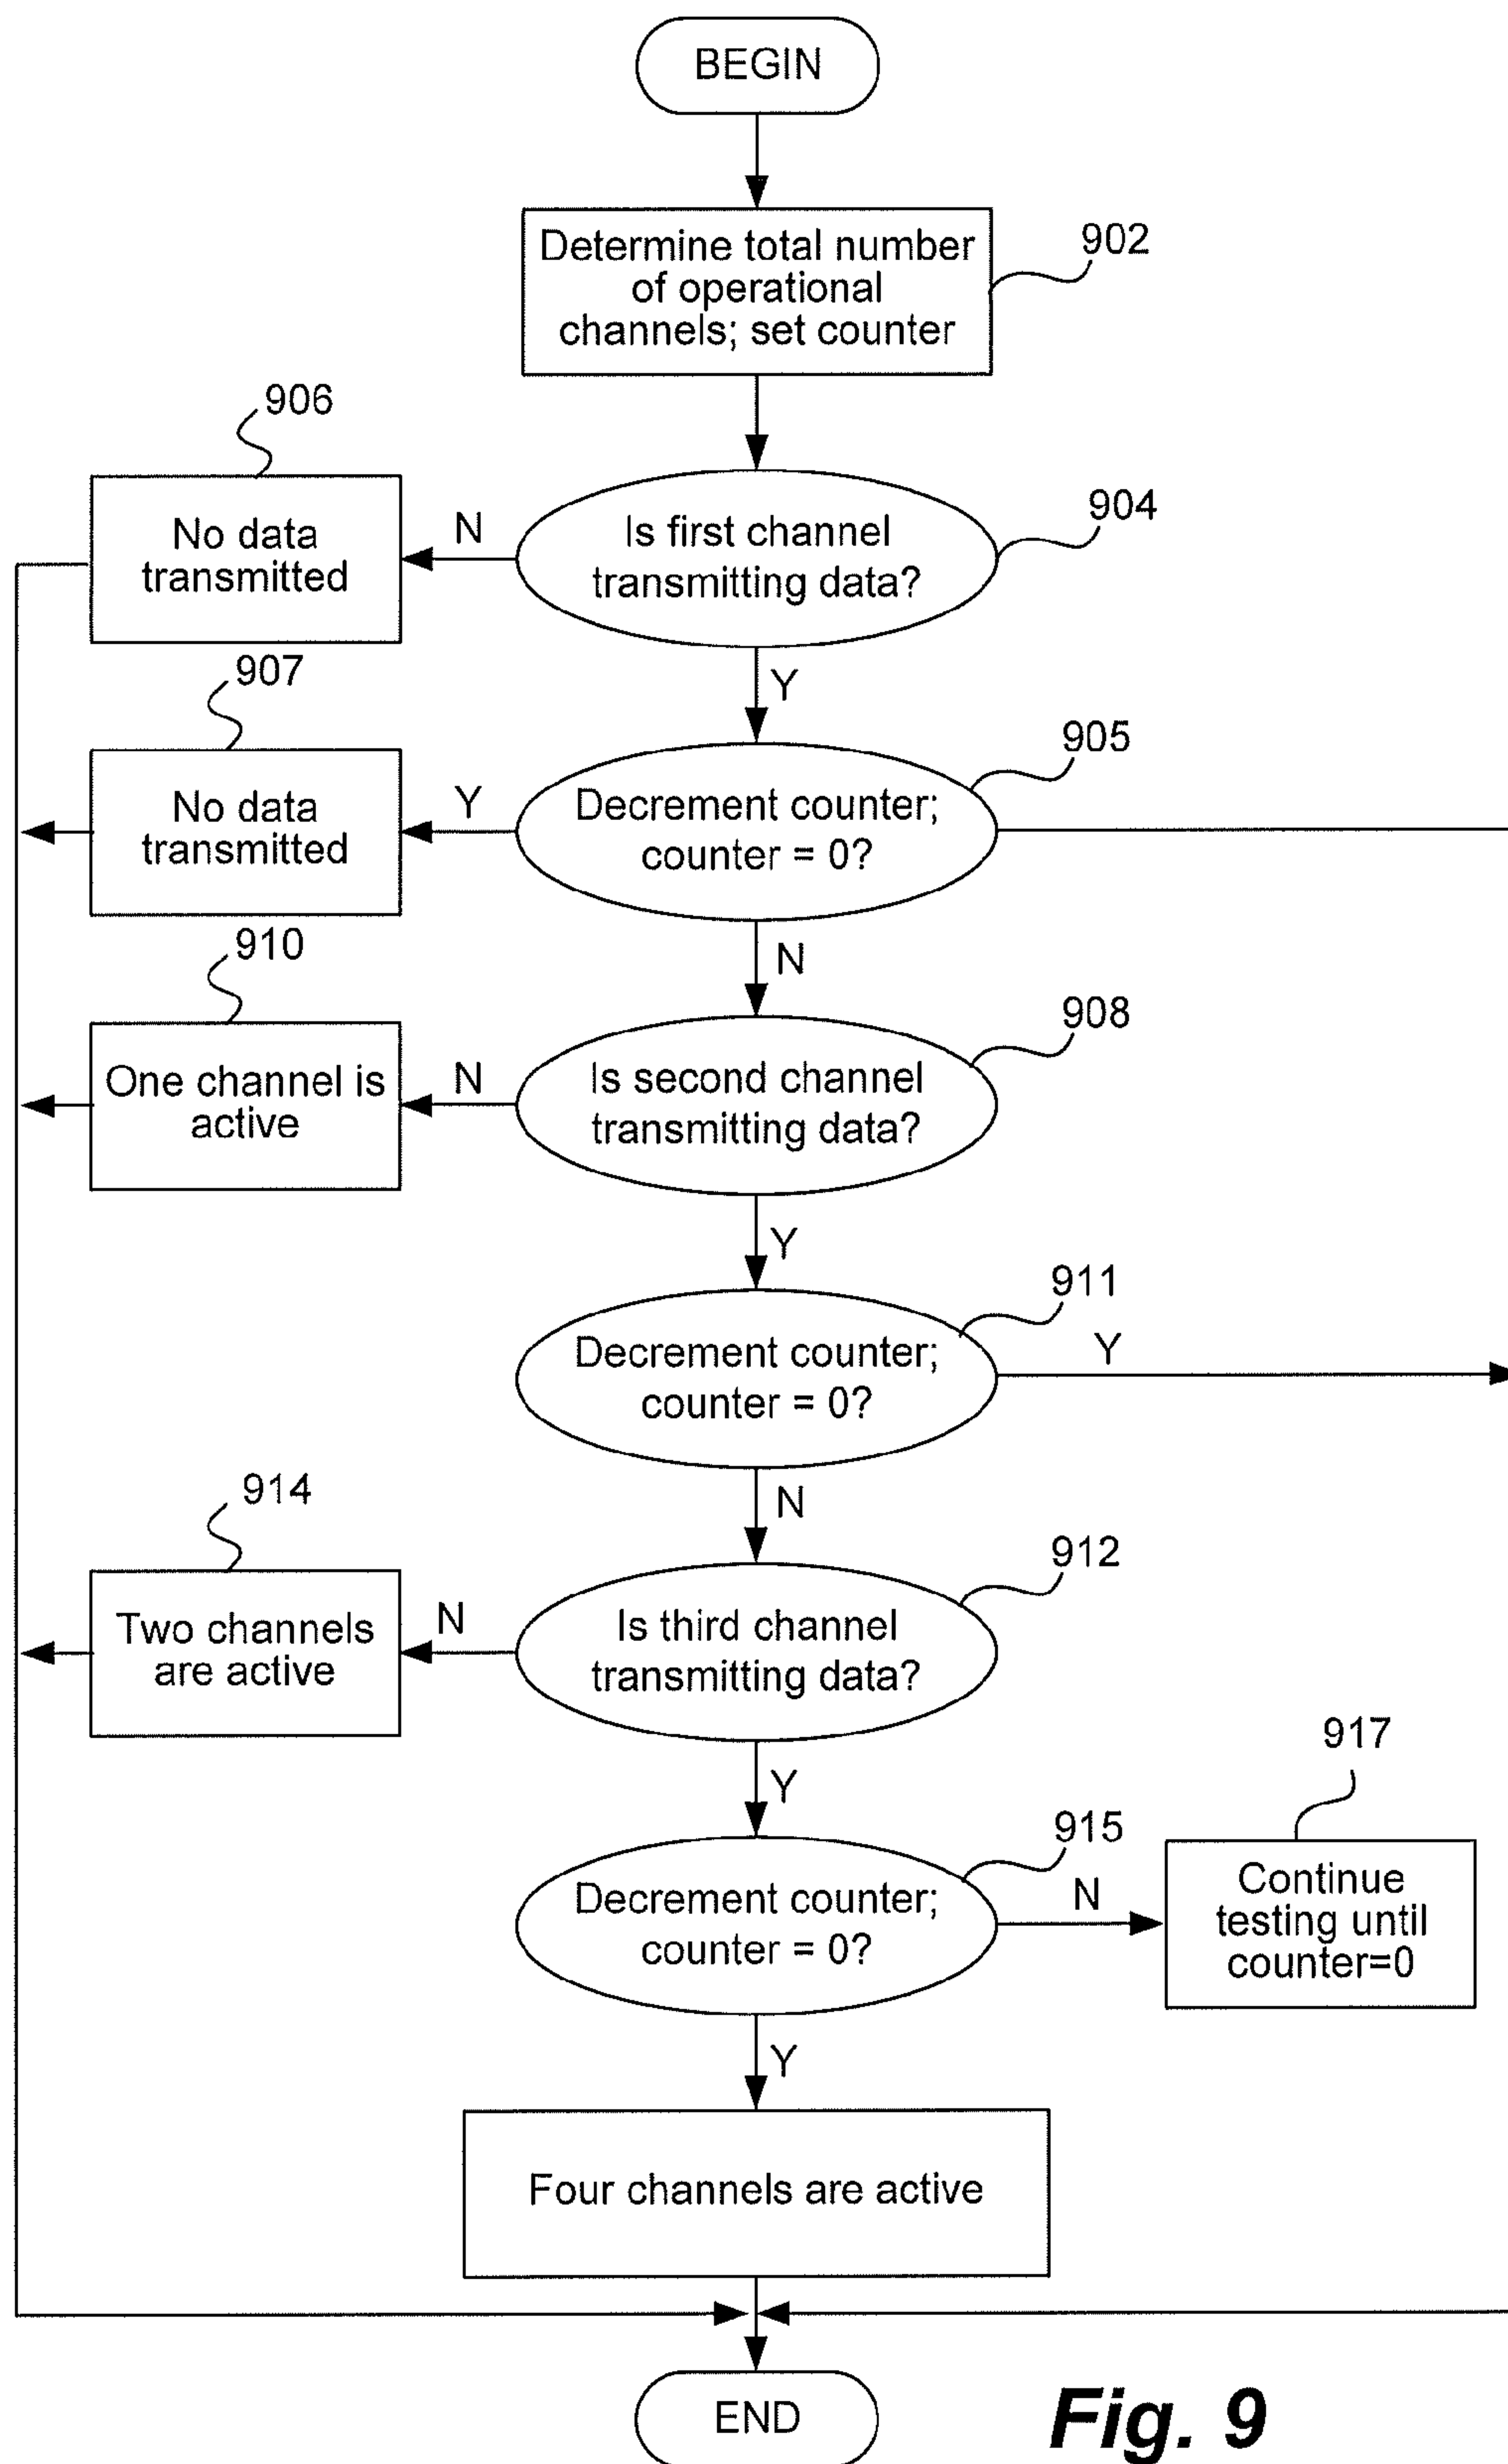 BEGIN
Determine total number
of operational
channels; set counter
902
906
No data
transmitted
N
Is first channel
transmitting data?
904
Y
907
No data
transmitted
Y
Decrement counter;
counter = 0?
905
N
910
One channel is
active
N
Is second channel
transmitting data?
908
Y
Decrement counter;
counter = 0?
911
Y
N
914
Two channels
are active
N
Is third channel
transmitting data?
912
Y
Decrement counter;
counter = 0?
915
N
917
Continue
testing until
counter=0
Y
Four channels are active
END
Fig. 9